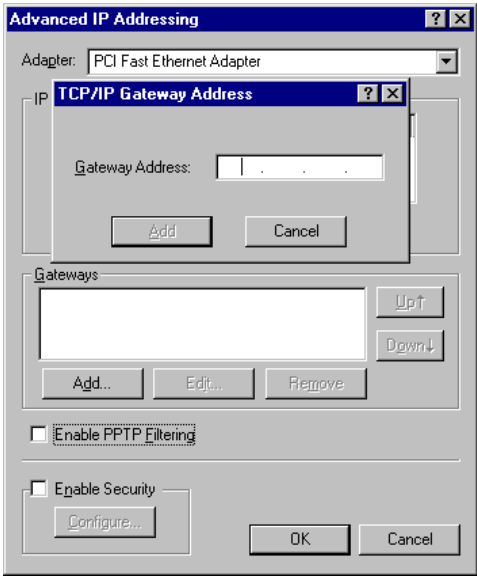 Advanced IP Addressing
Adapter: PCI Fast Ethernet Adapter
IP
TCP/IP Gateway Address
Gateway Address: . . .
Add Cancel
Gateways
Up↑
Down↓
Add... Edit... Remove
Enable PPTP Filtering
Enable Security
Configure...
OK Cancel